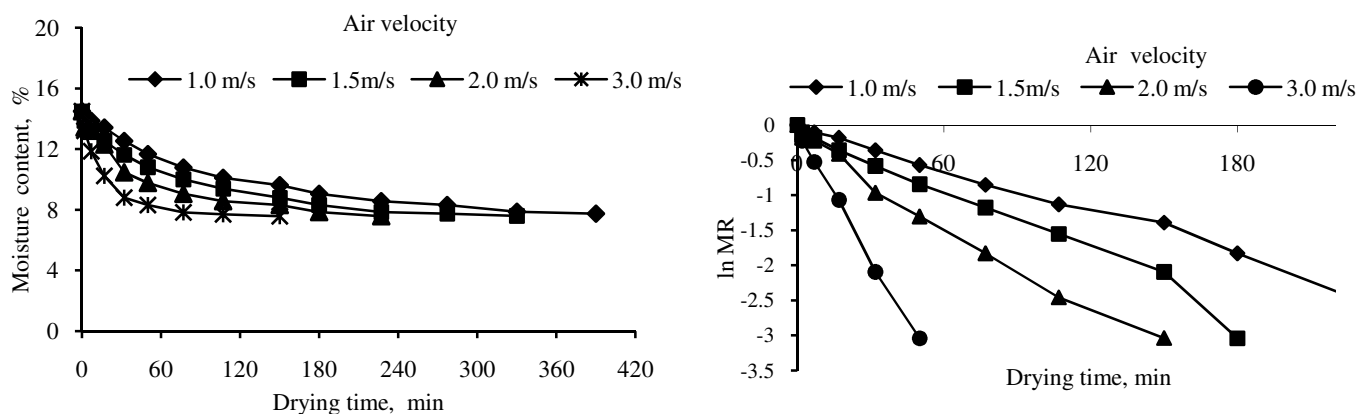 Air velocity
1.0 m/s 1.5m/s 2.0 m/s 3.0 m/s
Moisture content, %
20
16
12
8
4
0
0 60 120 180 240 300 360 420
Drying time, min
Air velocity
1.0 m/s 1.5m/s 2.0 m/s 3.0 m/s
ln MR
0
-0.5
-1
-1.5
-2
-2.5
-3
-3.5
0 60 120 180
Drying time, min